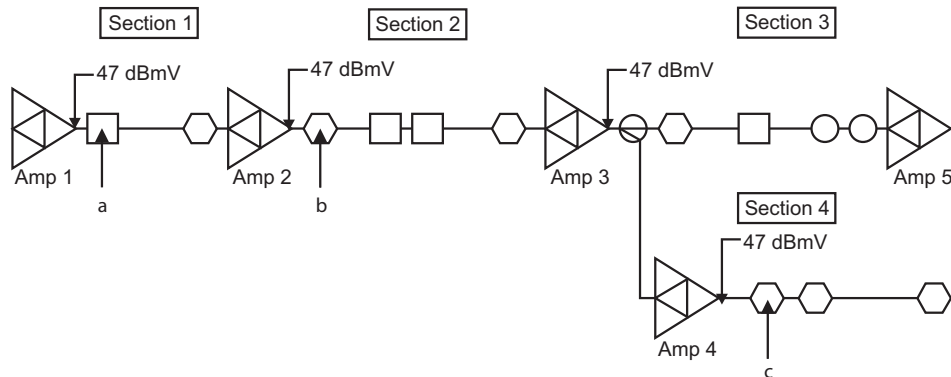 Section 1
Section 2
Section 3
47 dBmV
47 dBmV
47 dBmV
Amp 1
Amp 2
Amp 3
Amp 5
a
b
Section 4
47 dBmV
Amp 4
c